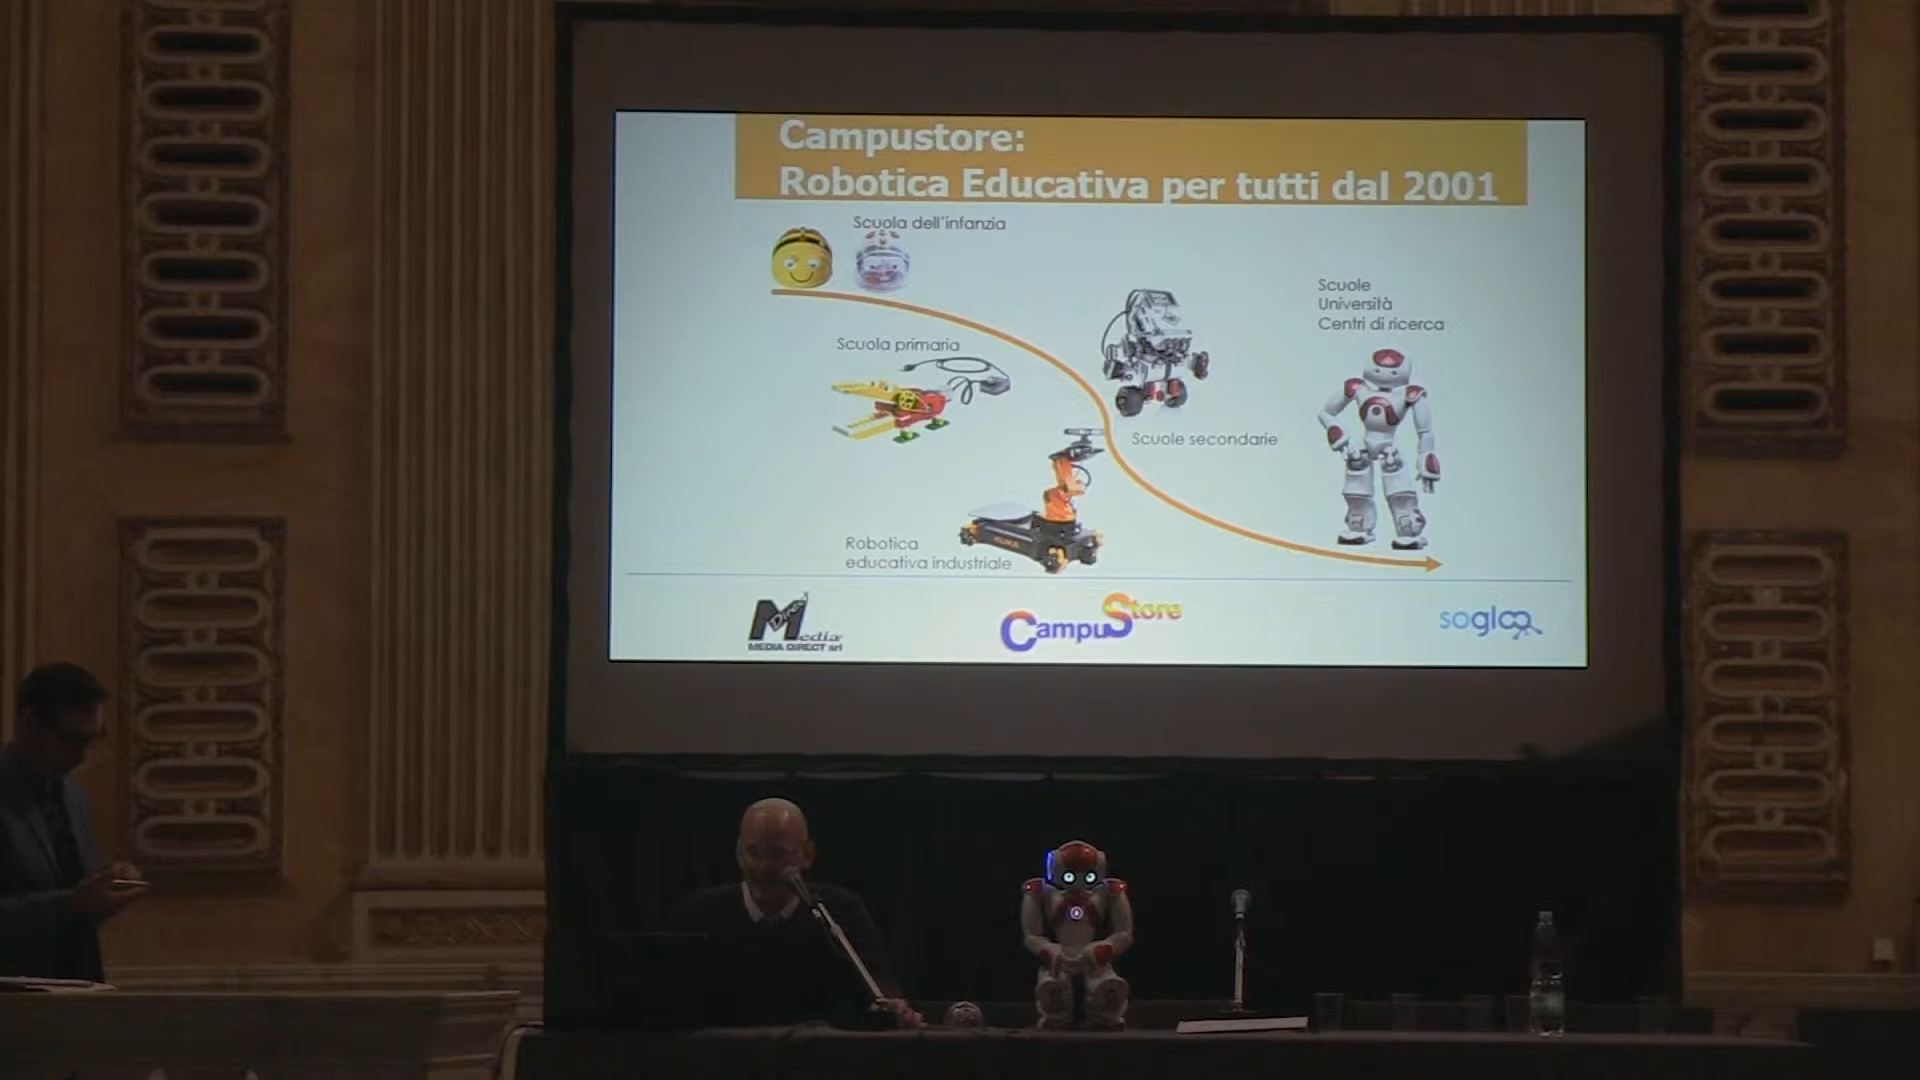 Campustore:
Robotica Educativa per tutti dal 2001
Scuola dell'infanzia
Scuole
Università
Centri di ricerca
Scuola primaria
Scuole secondarie
Robotica
educativa industriale
KUKA
Media
MEDIA DIRECT srl
CampuStore
sogloo